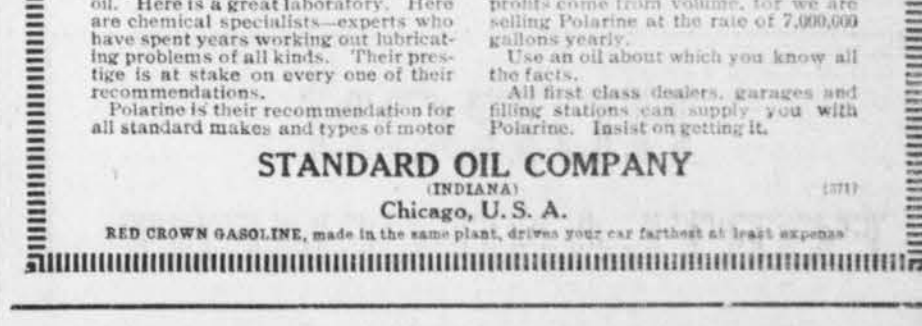 oil. Here is a great laboratory. Here
are chemical specialists—experts who
have spent years working out lubricat-
ing problems of all kinds. Their pres-
tige is at stake on every one of their
recommendations.
Polarine is their recommendation for
all standard makes and types of motor
profits come from volume, for we are
selling Polarine at the rate of 7,000,000
gallons yearly.
Use an oil about which you know all
the facts.
All first class dealers, garages and
filling stations can supply you with
Polarine. Insist on getting it.
STANDARD OIL COMPANY
(INDIANA)
(371)
Chicago, U. S. A.
RED CROWN GASOLINE, made in the same plant, drives your car farthest at least expense